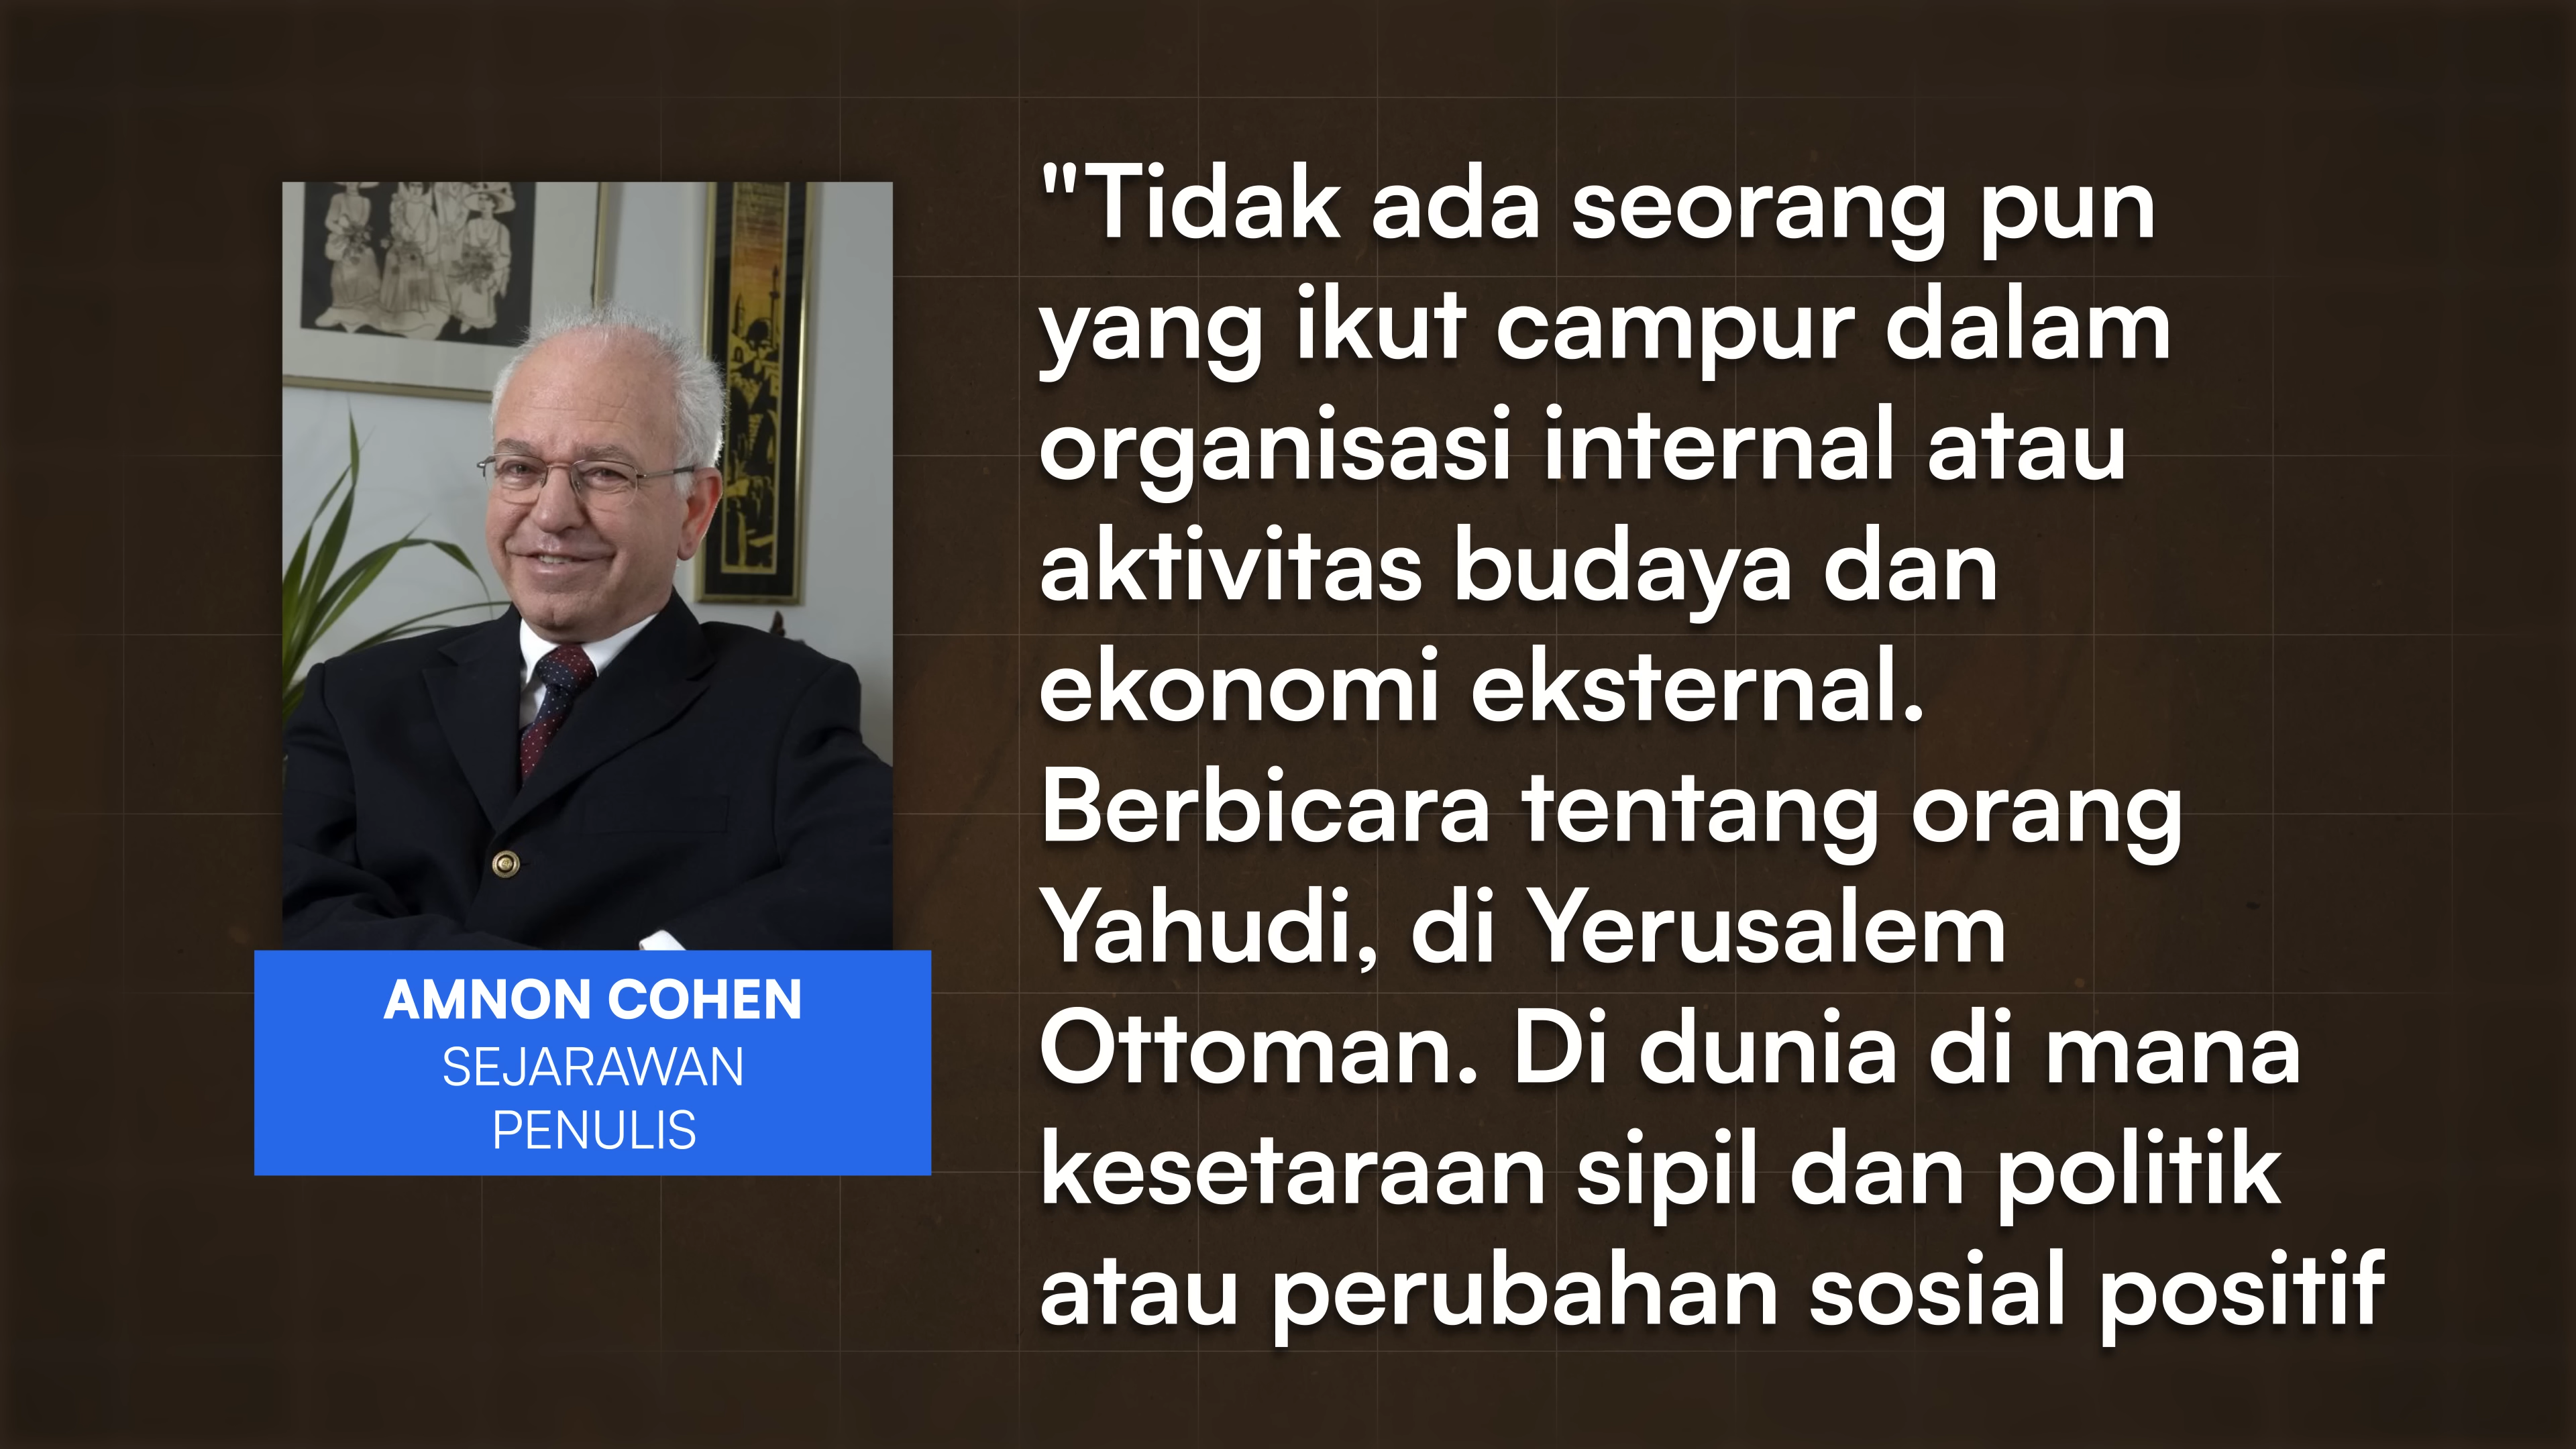 "Tidak ada seorang pun
yang ikut campur dalam
organisasi internal atau
aktivitas budaya dan
ekonomi eksternal.
Berbicara tentang orang
Yahudi, di Yerusalem
Ottoman. Di dunia di mana
kesetaraan sipil dan politik
atau perubahan sosial positif
AMNON COHEN
SEJARAWAN
PENULIS